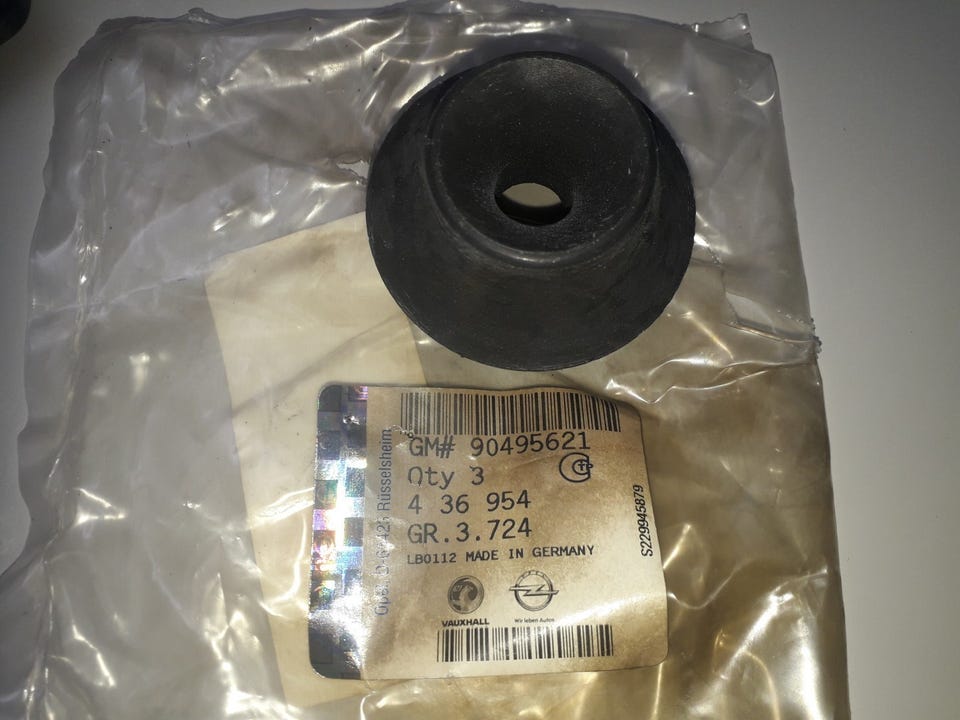 GM# 90495621
Qty 3
4 36 954
GR.3.724
LB0112 MADE IN GERMANY
VAUXHALL
Wir leben Autos
Rüsselsheim
S229945879